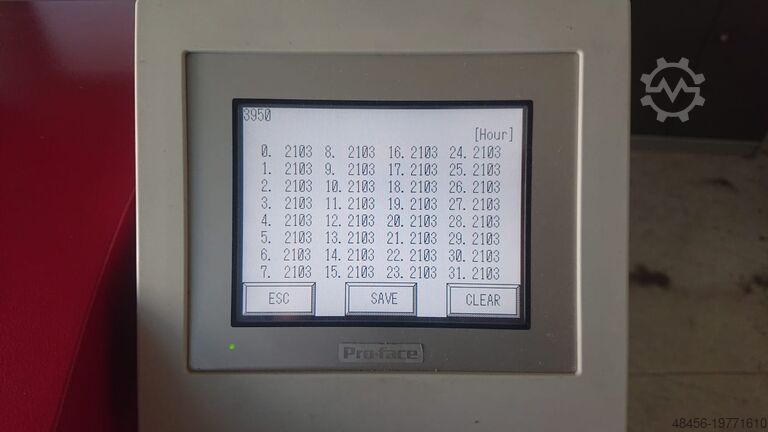 3950
[Hour]
0. 2103 8. 2103 16. 2103 24. 2103
1. 2103 9. 2103 17. 2103 25. 2103
2. 2103 10. 2103 18. 2103 26. 2103
3. 2103 11. 2103 19. 2103 27. 2103
4. 2103 12. 2103 20. 2103 28. 2103
5. 2103 13. 2103 21. 2103 29. 2103
6. 2103 14. 2103 22. 2103 30. 2103
7. 2103 15. 2103 23. 2103 31. 2103
ESC SAVE CLEAR
Pro-face
48456-19771610